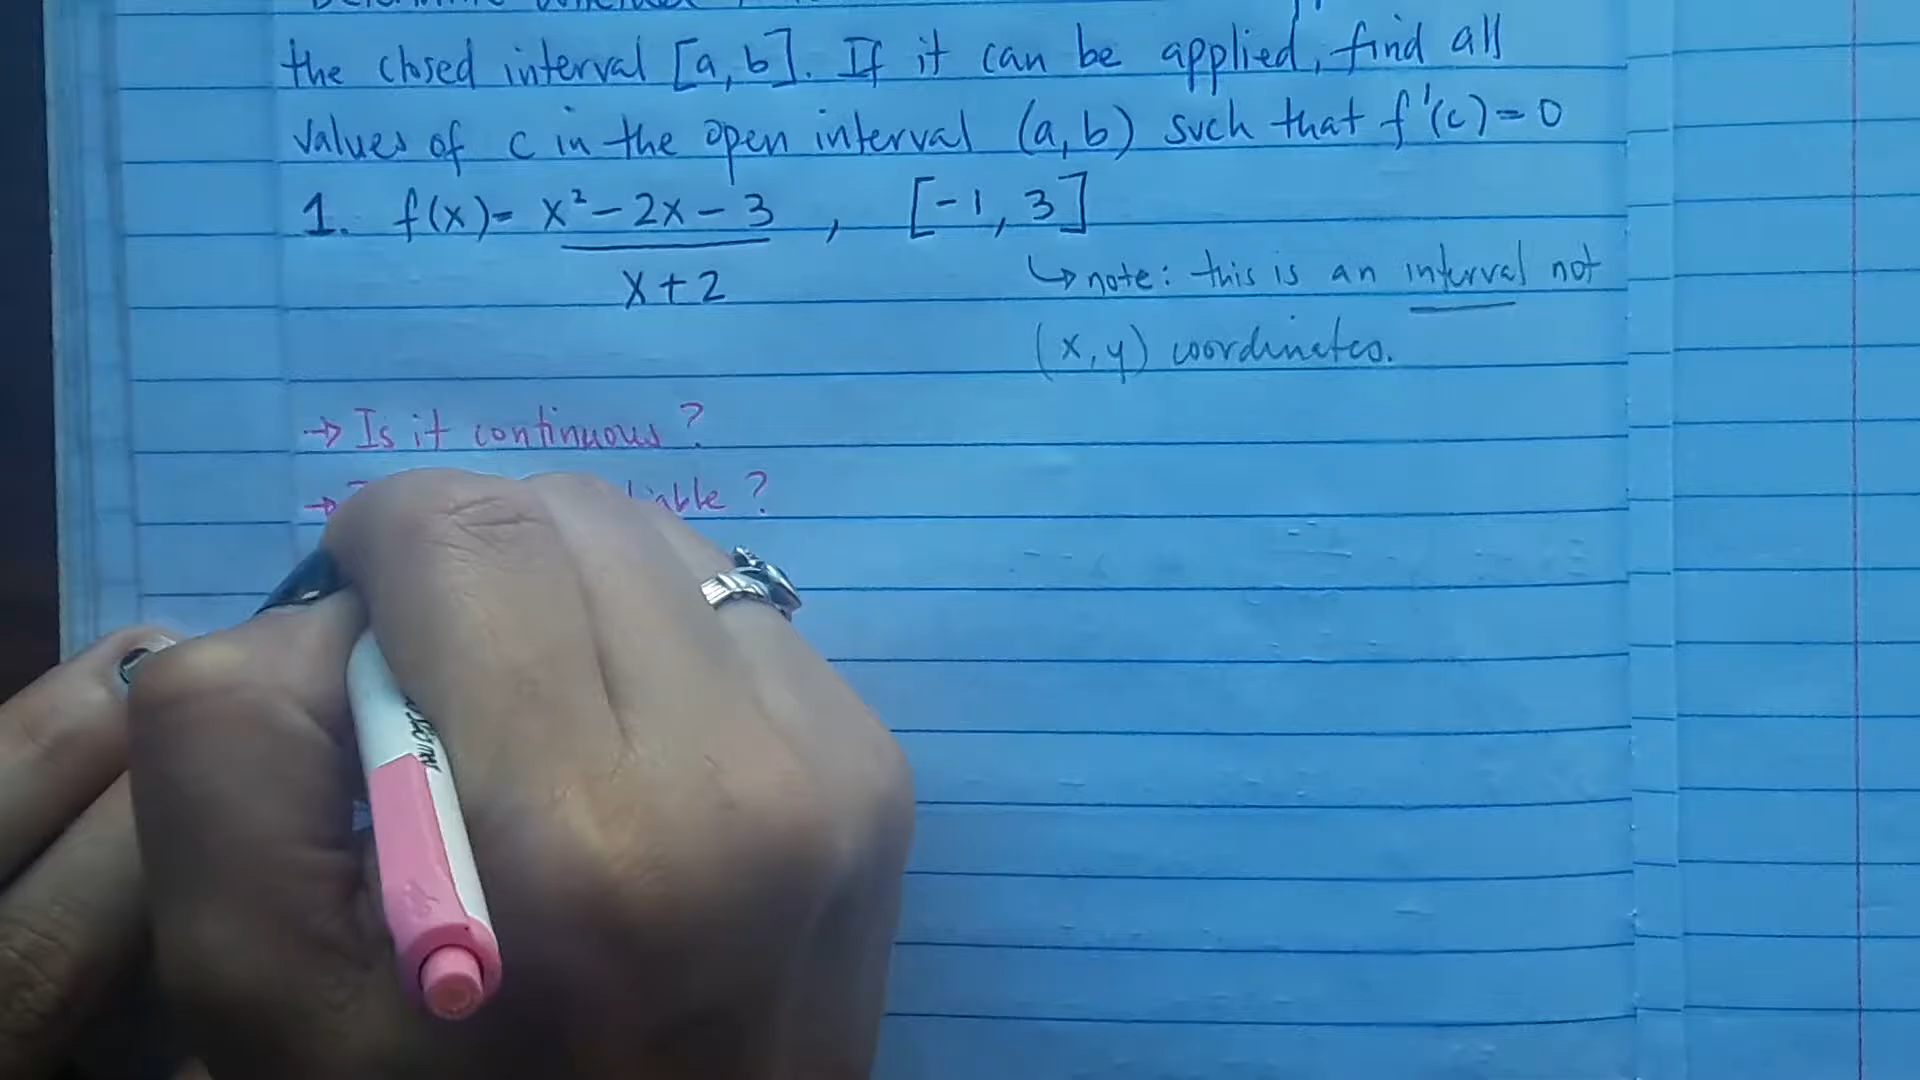 the closed interval [a, b]. If it can be applied, find all
values of c in the open interval (a, b) such that f'(c) = 0
1. f(x) = x² - 2x - 3 , [-1, 3]
x + 2
↳ note: this is an interval not
(x, y) coordinates.
→ Is it continuous?
→ ?